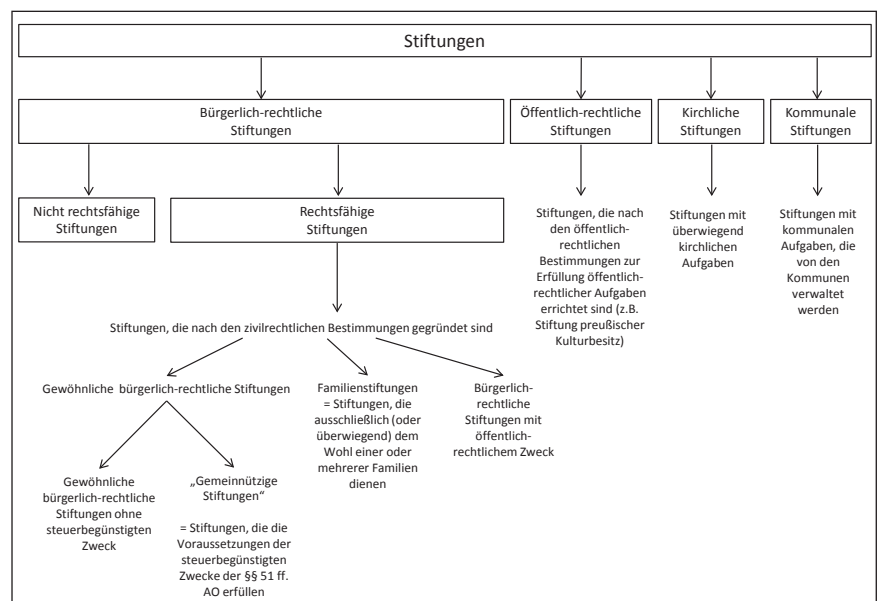 Stiftungen
Bürgerlich-rechtliche
Stiftungen
Öffentlich-rechtliche
Stiftungen
Kirchliche
Stiftungen
Kommunale
Stiftungen
Nicht rechtsfähige
Stiftungen
Rechtsfähige
Stiftungen
Stiftungen, die nach
den öffentlich-
rechtlichen
Bestimmungen zur
Erfüllung öffentlich-
rechtlicher Aufgaben
errichtet sind (z.B.
Stiftung preußischer
Kulturbesitz)
Stiftungen mit
überwiegend
kirchlichen
Aufgaben
Stiftungen mit
kommunalen
Aufgaben, die
von den
Kommunen
verwaltet
werden
Stiftungen, die nach den zivilrechtlichen Bestimmungen gegründet sind
Gewöhnliche bürgerlich-rechtliche Stiftungen
Familienstiftungen
= Stiftungen, die
ausschließlich (oder
überwiegend) dem
Wohl einer oder
mehrerer Familien
dienen
Bürgerlich-
rechtliche
Stiftungen mit
öffentlich-
rechtlichem Zweck
Gewöhnliche
bürgerlich-rechtliche
Stiftungen ohne
steuerbegünstigten
Zweck
„Gemeinnützige
Stiftungen“
= Stiftungen, die die
Voraussetzungen der
steuerbegünstigten
Zwecke der §§ 51 ff.
AO erfüllen